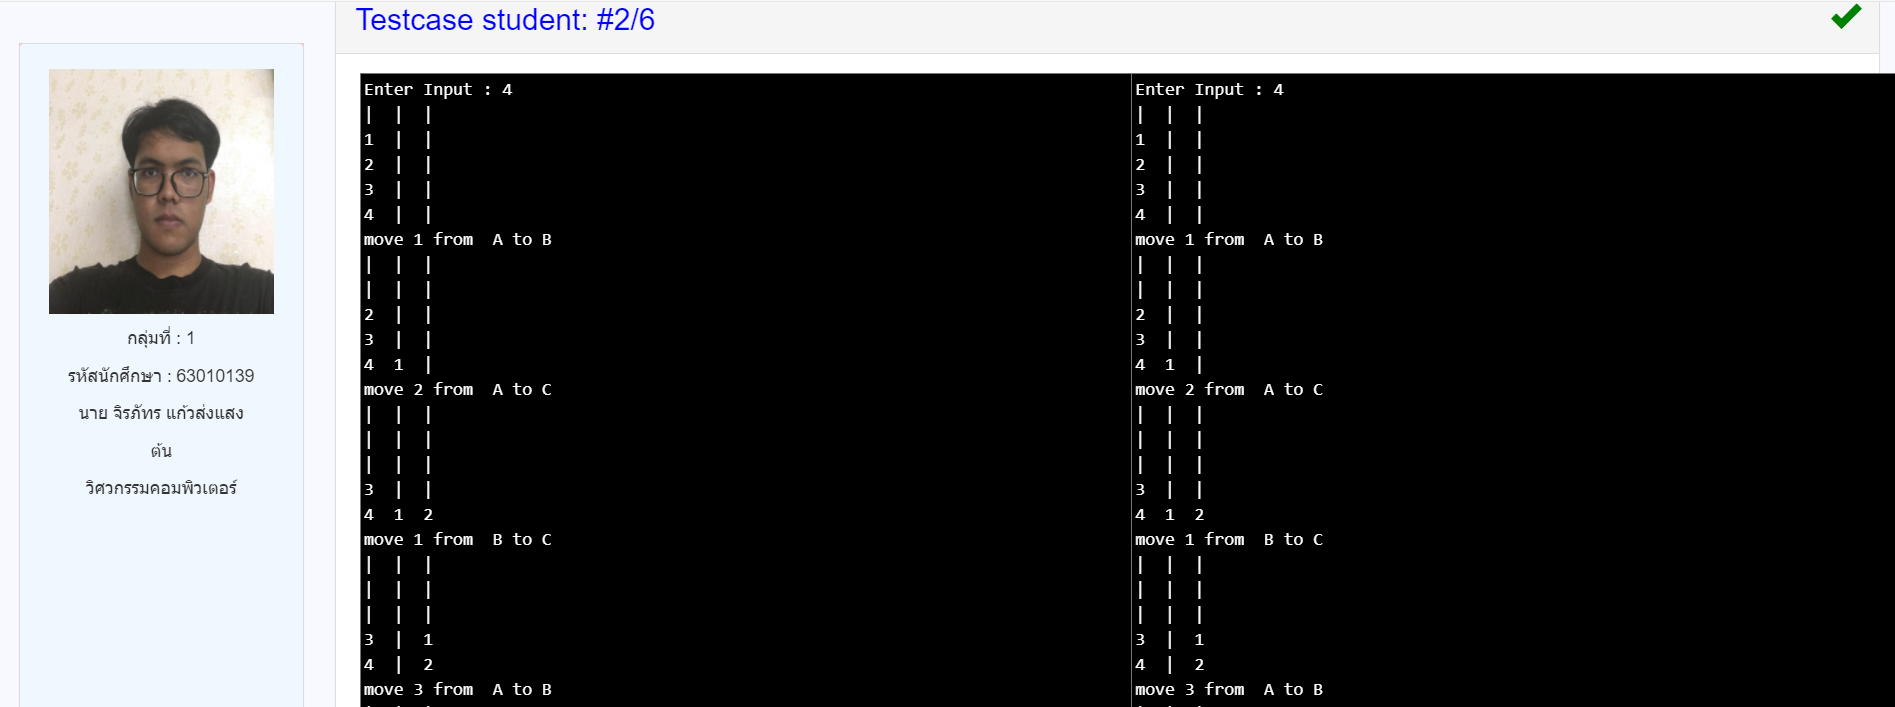 Testcase student: #2/6
กลุ่มที่ : 1
รหัสนักศึกษา : 63010139
นาย จิรภัทร แก้วส่งแสง
ต้น
วิศวกรรมคอมพิวเตอร์
Enter Input : 4
|  |  |
1  |  |
2  |  |
3  |  |
4  |  |
move 1 from  A to B
|  |  |
|  |  |
2  |  |
3  |  |
4  1  |
move 2 from  A to C
|  |  |
|  |  |
|  |  |
3  |  |
4  1  2
move 1 from  B to C
|  |  |
|  |  |
|  |  |
3  |  1
4  |  2
move 3 from  A to B
Enter Input : 4
|  |  |
1  |  |
2  |  |
3  |  |
4  |  |
move 1 from  A to B
|  |  |
|  |  |
2  |  |
3  |  |
4  1  |
move 2 from  A to C
|  |  |
|  |  |
|  |  |
3  |  |
4  1  2
move 1 from  B to C
|  |  |
|  |  |
|  |  |
3  |  1
4  |  2
move 3 from  A to B